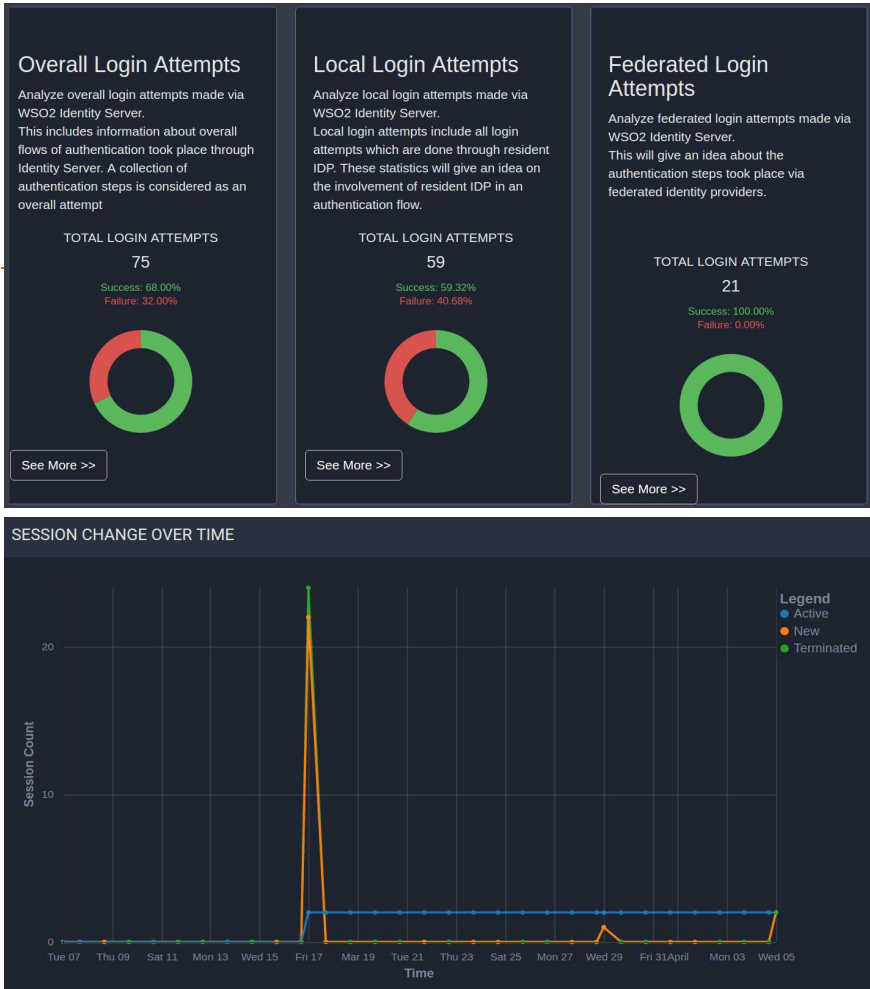 Overall Login Attempts
Analyze overall login attempts made via
WSO2 Identity Server.
This includes information about overall
flows of authentication took place through
Identity Server. A collection of
authentication steps is considered as an
overall attempt
TOTAL LOGIN ATTEMPTS
75
Success: 68.00%
Failure: 32.00%
See More >>
Local Login Attempts
Analyze local login attempts made via
WSO2 Identity Server.
Local login attempts include all login
attempts which are done through resident
IDP. These statistics will give an idea on
the involvement of resident IDP in an
authentication flow.
TOTAL LOGIN ATTEMPTS
59
Success: 59.32%
Failure: 40.68%
See More >>
Federated Login
Attempts
Analyze federated login attempts made via
WSO2 Identity Server.
This will give an idea about the
authentication steps took place via
federated identity providers.
TOTAL LOGIN ATTEMPTS
21
Success: 100.00%
Failure: 0.00%
See More >>
SESSION CHANGE OVER TIME
Legend
Active
New
Terminated
Session Count
20
10
0
Tue 07 Thu 09 Sat 11 Mon 13 Wed 15 Fri 17 Mar 19 Tue 21 Thu 23 Sat 25 Mon 27 Wed 29 Fri 31 April Mon 03 Wed 05
Time